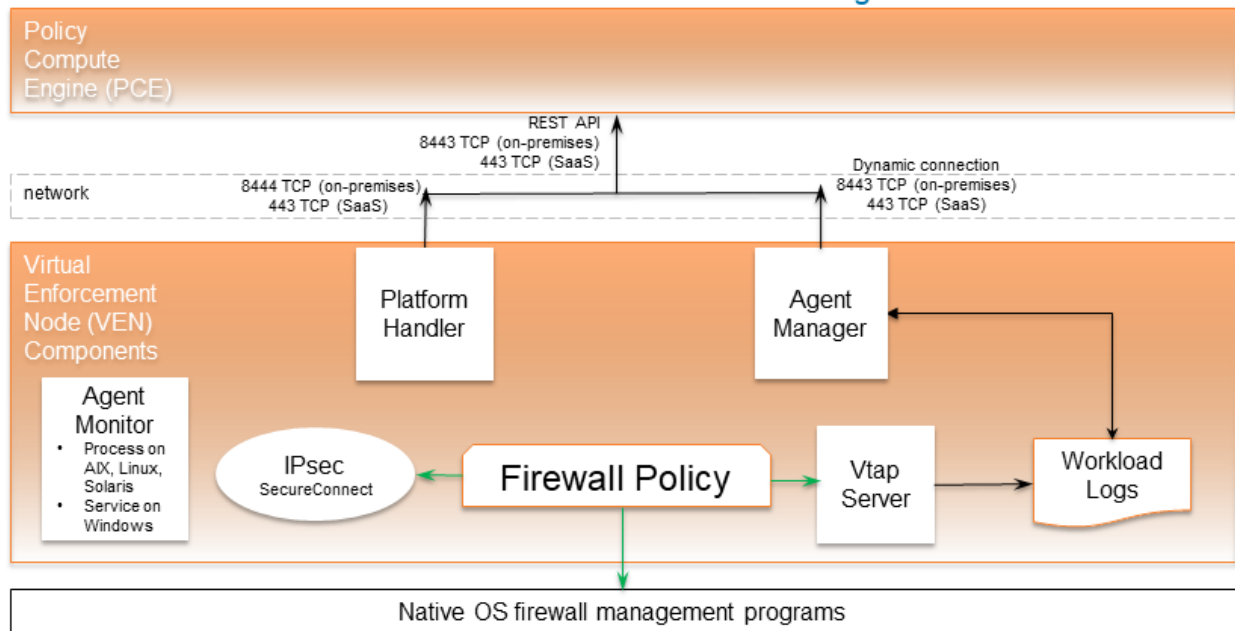 Policy
Compute
Engine (PCE)
REST API
8443 TCP (on-premises)
443 TCP (SaaS)
network
8444 TCP (on-premises)
443 TCP (SaaS)
Dynamic connection
8443 TCP (on-premises)
443 TCP (SaaS)
Virtual
Enforcement
Node (VEN)
Components
Platform
Handler
Agent
Manager
Agent
Monitor
• Process on
AIX, Linux,
Solaris
• Service on
Windows
IPsec
SecureConnect
Firewall Policy
Vtap
Server
Workload
Logs
Native OS firewall management programs